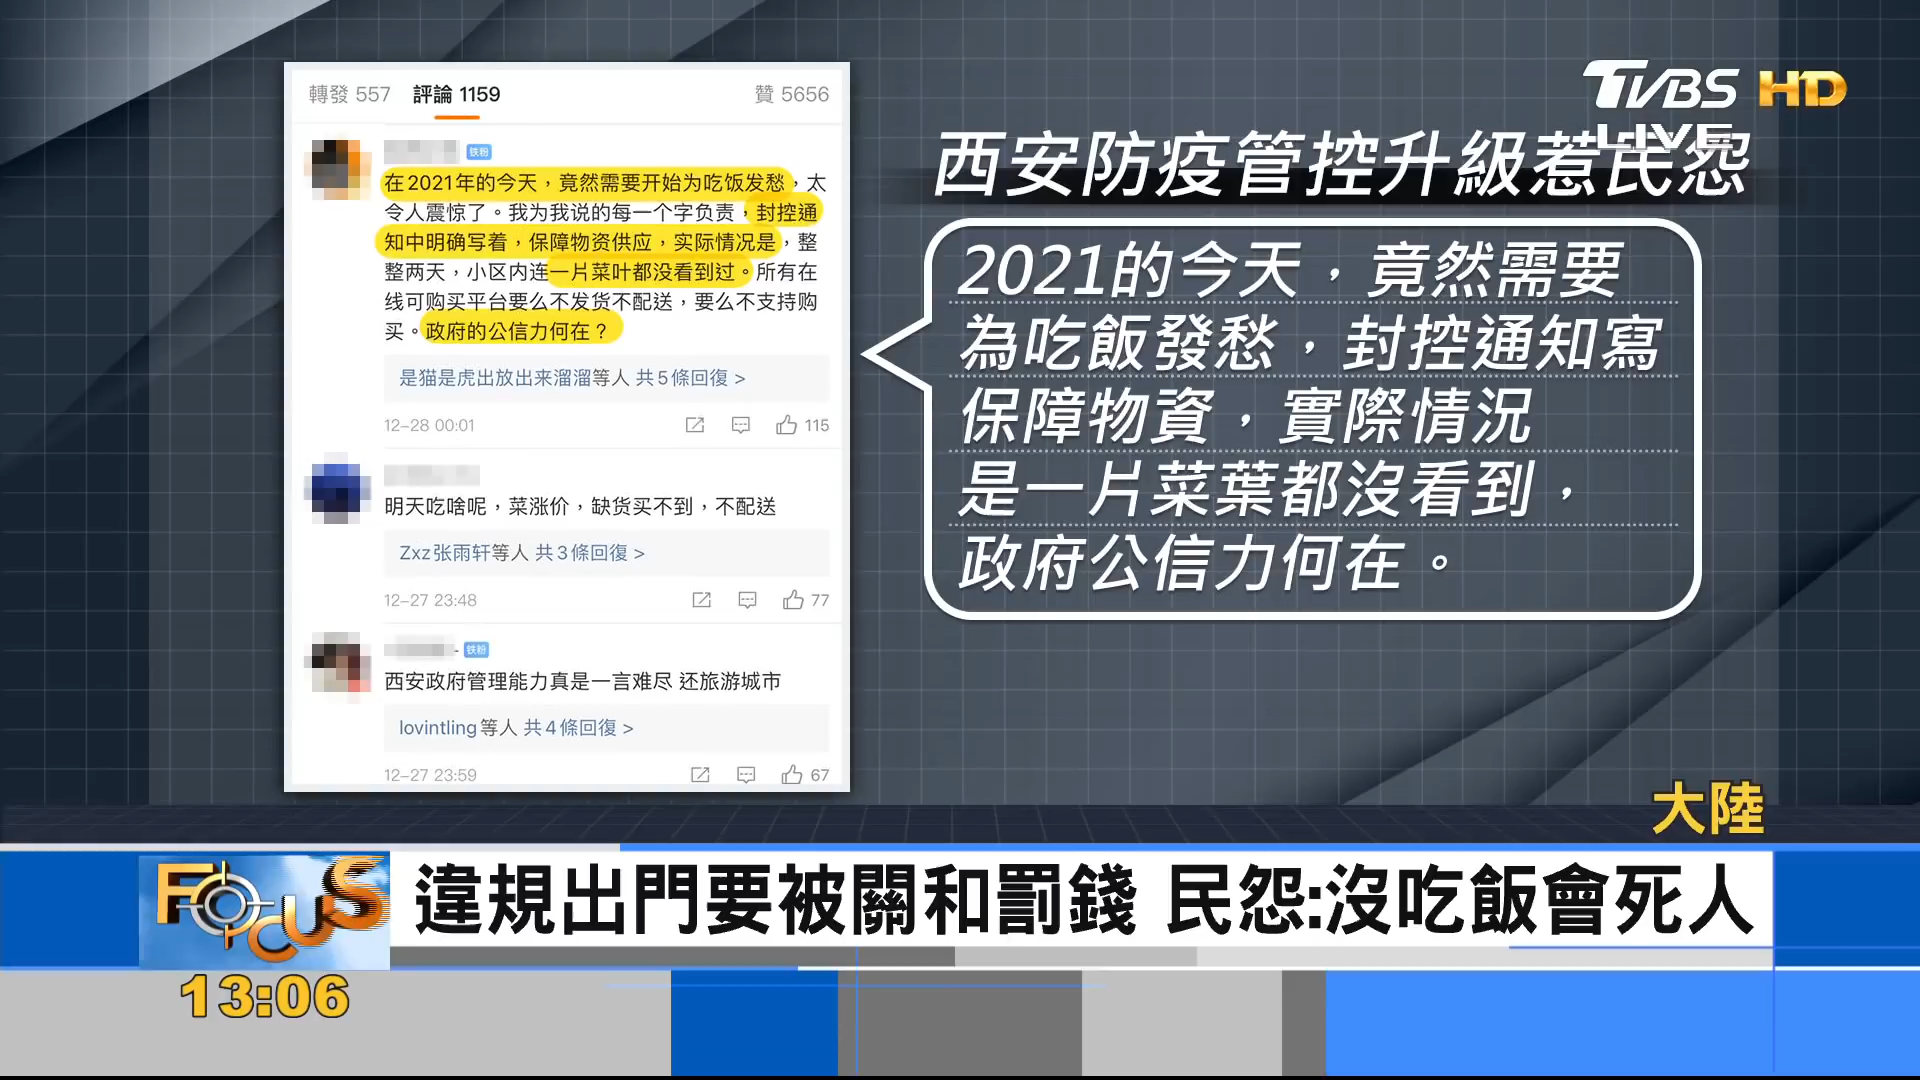 轉發 557 評論 1159 贊 5656
铁粉
在2021年的今天，竟然需要开始为吃饭发愁，太
令人震惊了。我为我说的每一个字负责，封控通
知中明确写着，保障物资供应，实际情况是，整
整两天，小区内连一片菜叶都没看到过。所有在
线可购买平台要么不发货不配送，要么不支持购
买。政府的公信力何在？
是猫是虎出放出来溜溜等人 共5條回復 >
12-28 00:01 115
明天吃啥呢，菜涨价，缺货买不到，不配送
Zxz张雨轩等人 共3條回復 >
12-27 23:48 77
铁粉
西安政府管理能力真是一言难尽 还旅游城市
lovintling等人 共4條回復 >
12-27 23:59 67
TVBS HD
LIVE
西安防疫管控升級惹民怨
2021的今天，竟然需要
為吃飯發愁，封控通知寫
保障物資，實際情況
是一片菜葉都沒看到，
政府公信力何在。
大陸
FOCUS
違規出門要被關和罰錢 民怨:沒吃飯會死人
13:06